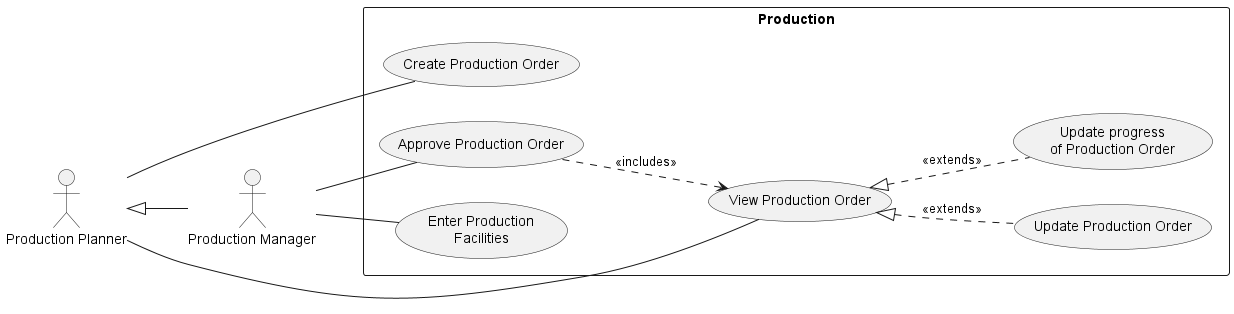 Production
Create Production Order
Approve Production Order
«includes»
Update progress
of Production Order
«extends»
View Production Order
«extends»
Enter Production
Facilities
Update Production Order
Production Planner
Production Manager